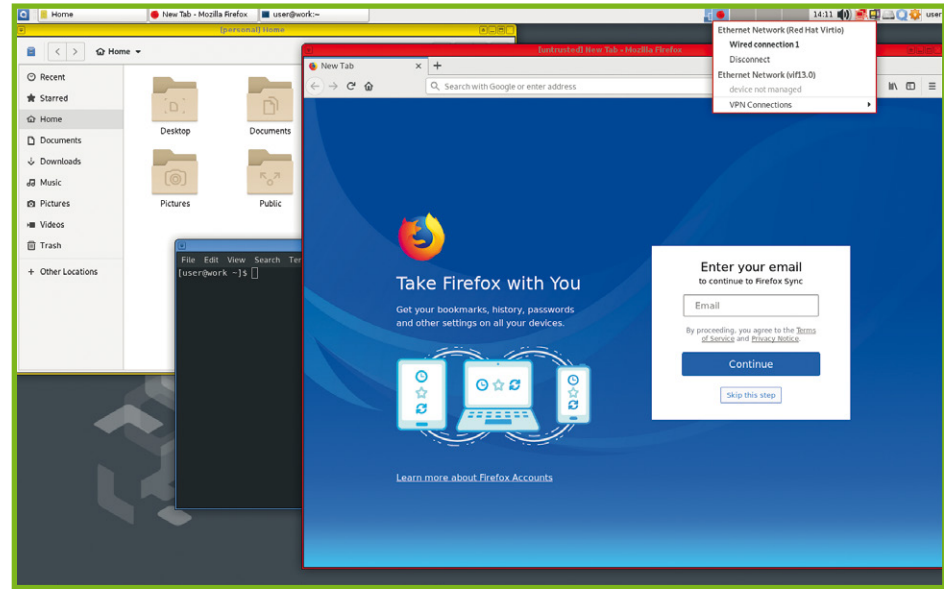 Home
New Tab - Mozilla Firefox
user@work:~
14:11
user
[personal] Home
Home
Recent
Starred
Home
Documents
Downloads
Music
Pictures
Videos
Trash
+ Other Locations
Desktop
Documents
Pictures
Public
File Edit View Search Ter
[user@work ~]$
[untrusted] New Tab - Mozilla Firefox
New Tab
Search with Google or enter address
Ethernet Network (Red Hat Virtio)
Wired connection 1
Disconnect
Ethernet Network (vif13.0)
device not managed
VPN Connections
Take Firefox with You
Get your bookmarks, history, passwords
and other settings on all your devices.
Learn more about Firefox Accounts
Enter your email
to continue to Firefox Sync
Email
By proceeding, you agree to the Terms
of Service and Privacy Notice.
Continue
Skip this step